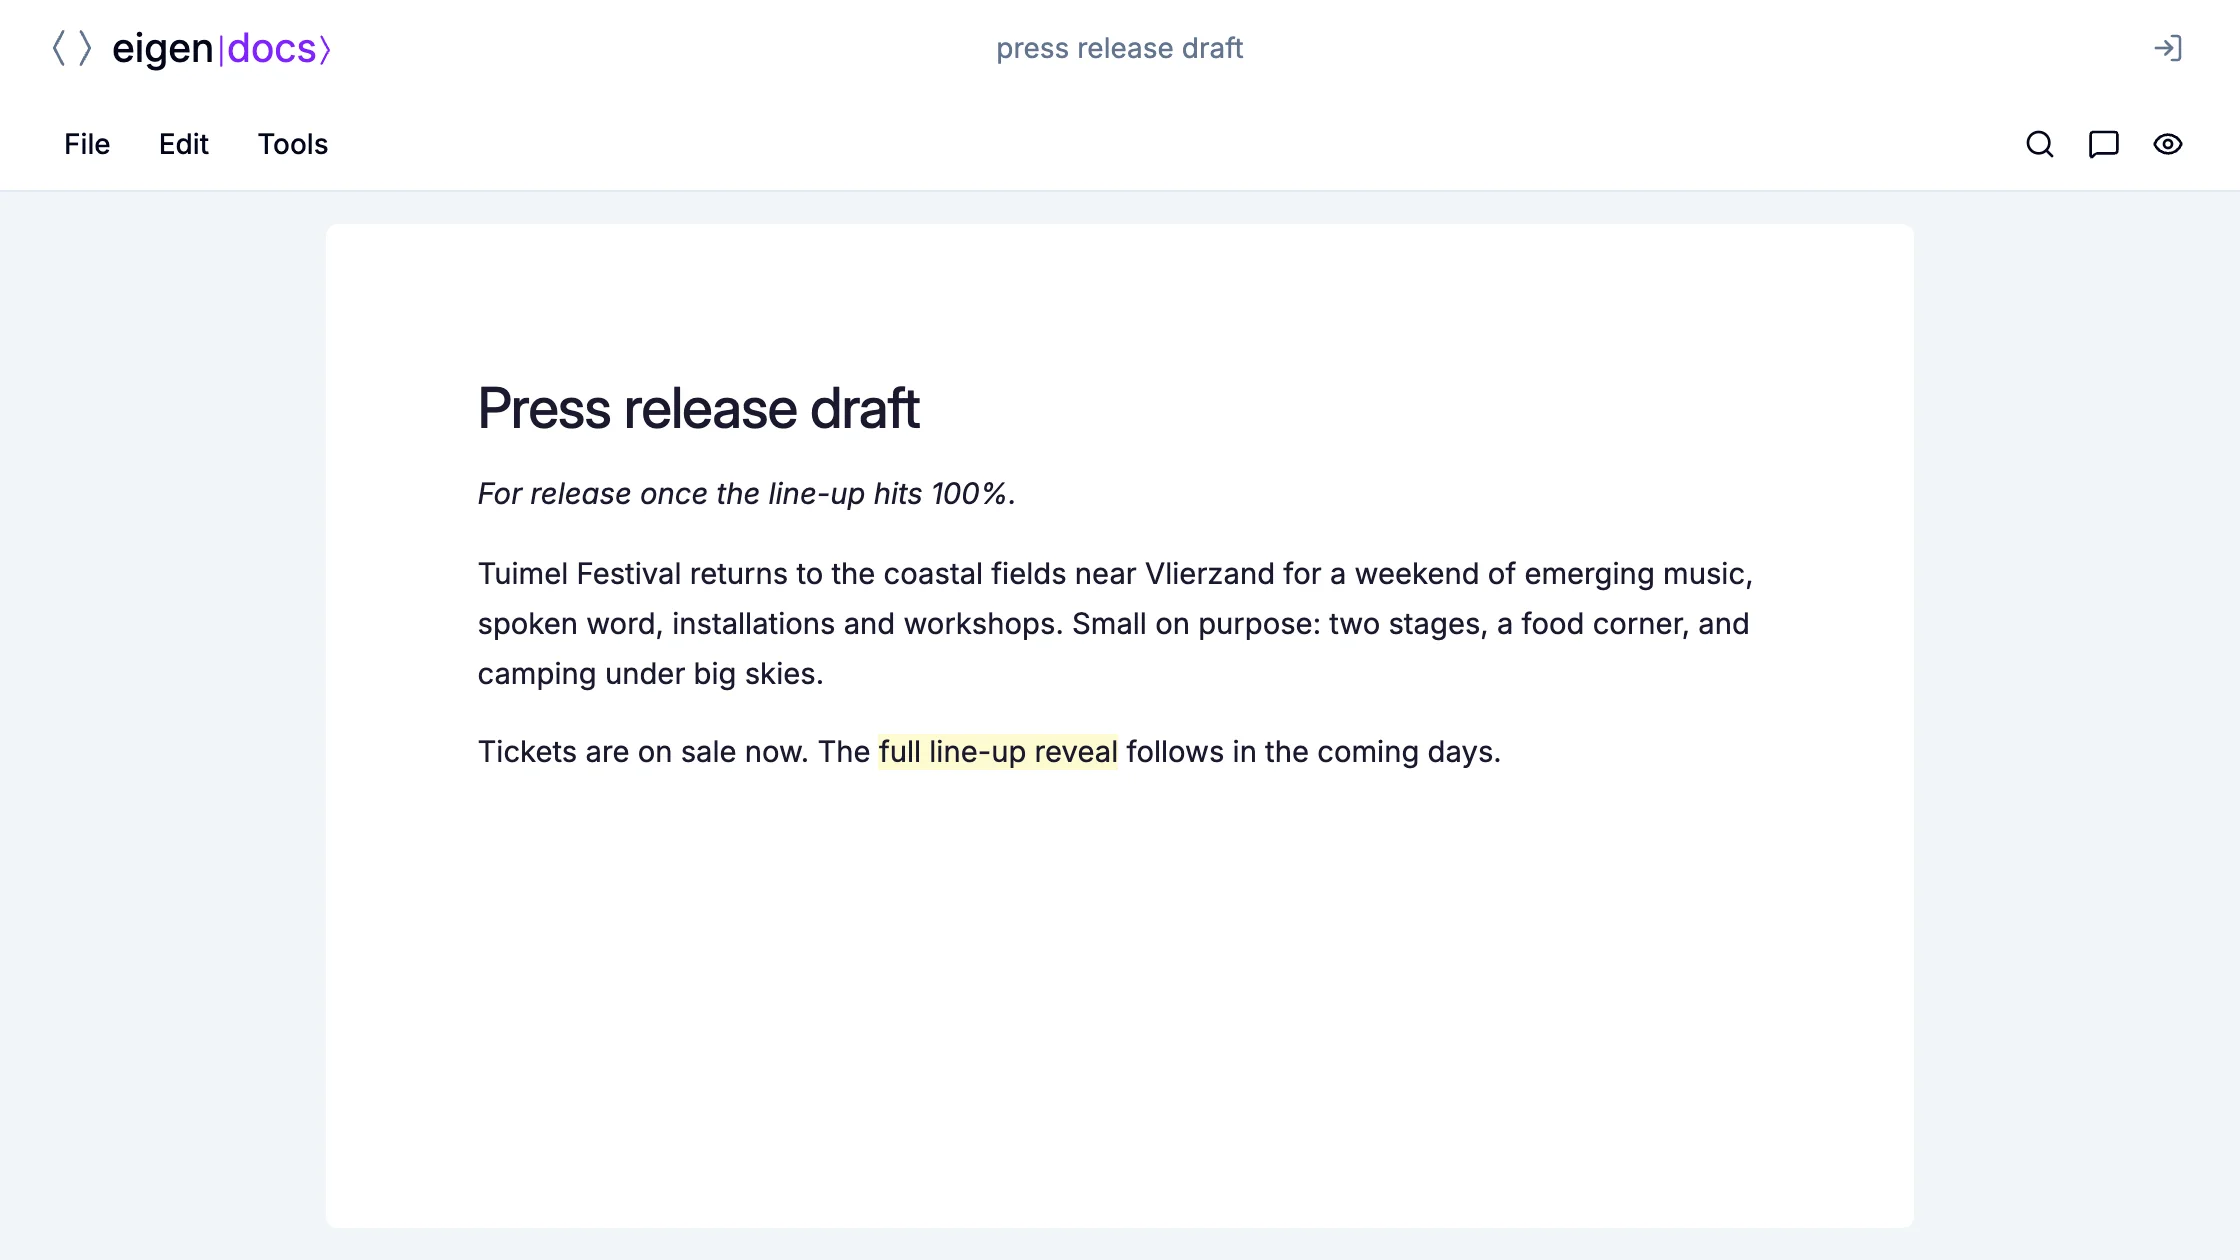 eigen|docs⟩
press release draft
File Edit Tools
Press release draft
For release once the line-up hits 100%.
Tuimel Festival returns to the coastal fields near Vlierzand for a weekend of emerging music,
spoken word, installations and workshops. Small on purpose: two stages, a food corner, and
camping under big skies.
Tickets are on sale now. The full line-up reveal follows in the coming days.